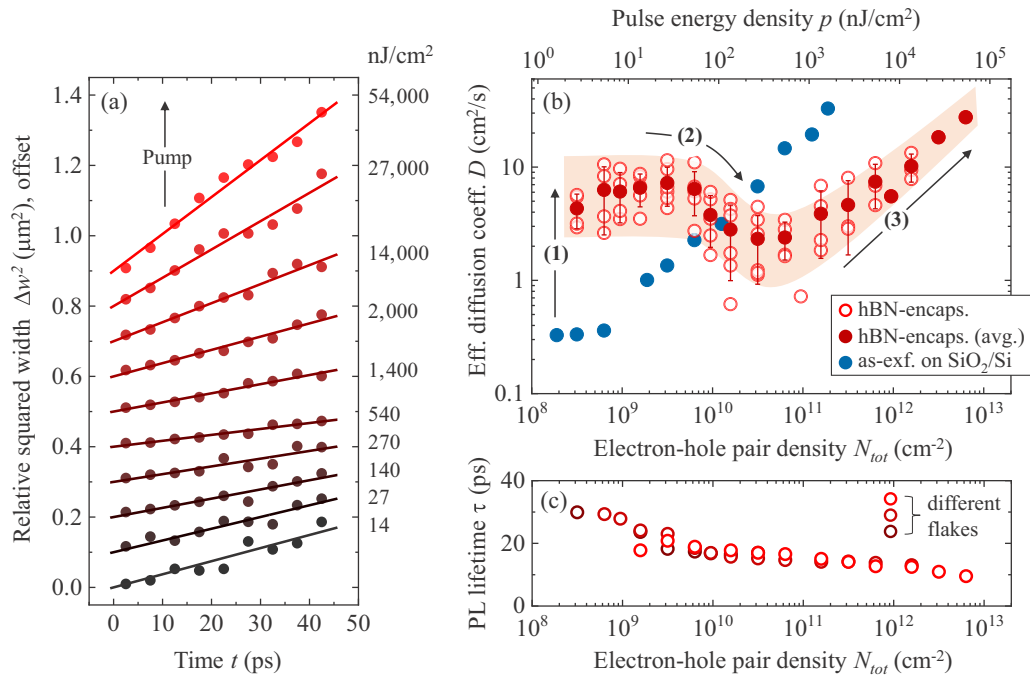 nJ/cm²
(a)
Pump
54,000
27,000
14,000
2,000
1,400
540
270
140
27
14
1.4
1.2
1.0
0.8
0.6
0.4
0.2
0.0
Relative squared width Δw² (μm²), offset
0 10 20 30 40 50
Time t (ps)
Pulse energy density p (nJ/cm²)
10⁰ 10¹ 10² 10³ 10⁴ 10⁵
(b)
(1)
(2)
(3)
10
1
0.1
Eff. diffusion coeff. D (cm²/s)
hBN-encaps.
hBN-encaps. (avg.)
as-exf. on SiO₂/Si
10⁸ 10⁹ 10¹⁰ 10¹¹ 10¹² 10¹³
Electron-hole pair density Nₜₒₜ (cm⁻²)
(c)
different
flakes
40
20
0
PL lifetime τ (ps)
10⁸ 10⁹ 10¹⁰ 10¹¹ 10¹² 10¹³
Electron-hole pair density Nₜₒₜ (cm⁻²)